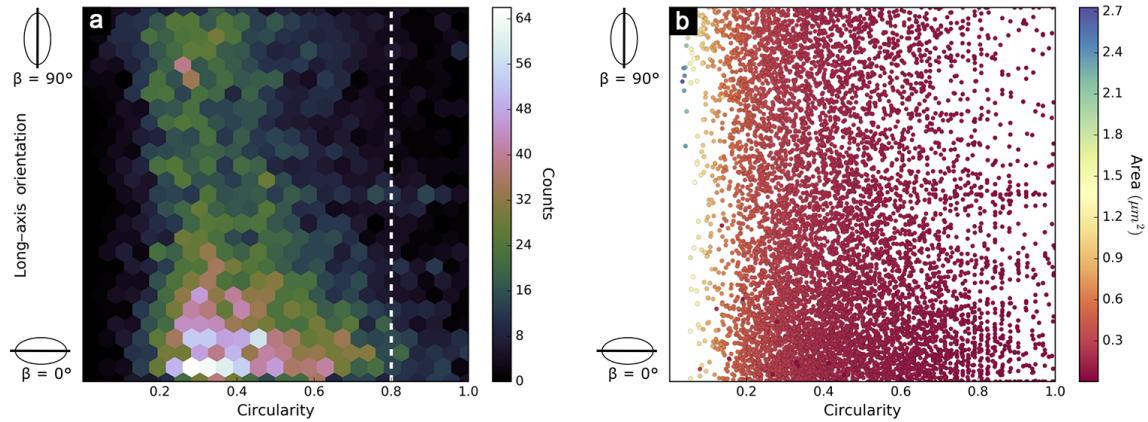 a
β = 90°
Long-axis orientation
β = 0°
0.2 0.4 0.6 0.8 1.0
Circularity
64
56
48
40
32
24
16
8
0
Counts
b
β = 90°
β = 0°
0.2 0.4 0.6 0.8 1.0
Circularity
2.7
2.4
2.1
1.8
1.5
1.2
0.9
0.6
0.3
Area (μm²)